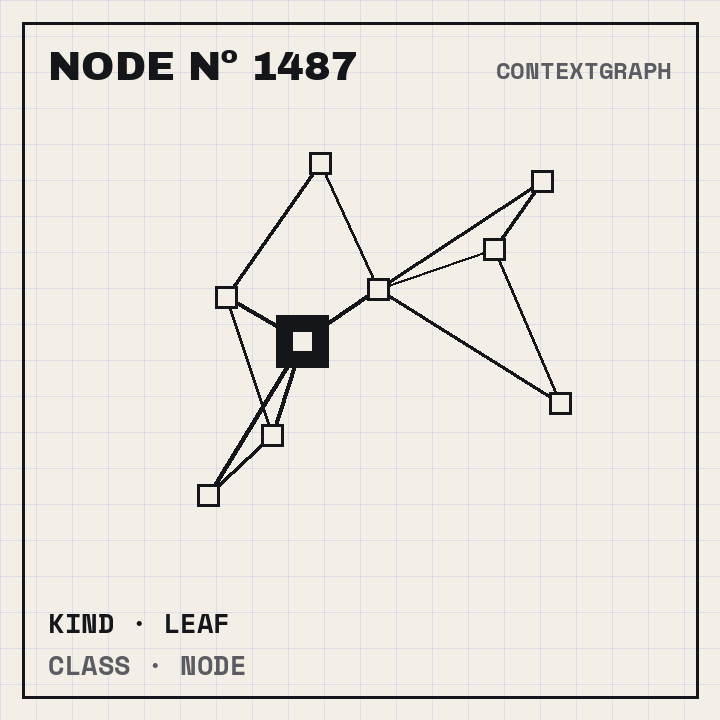 NODE Nº 1487
CONTEXTGRAPH
KIND · LEAF
CLASS · NODE